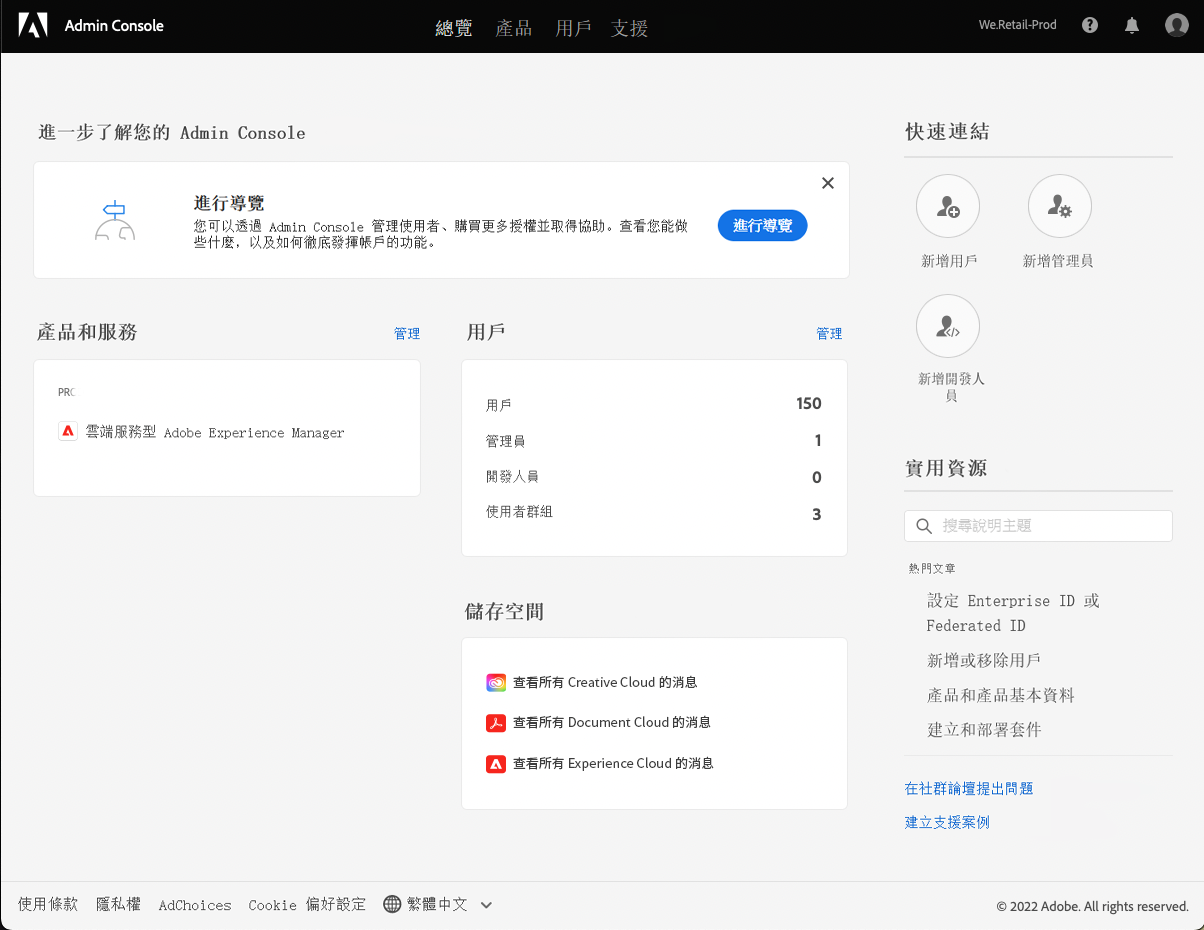 Admin Console
總覽 產品 用戶 支援
We.Retail-Prod
進一步了解您的 Admin Console
進行導覽
您可以透過 Admin Console 管理使用者、購買更多授權並取得協助。查看您能做
些什麼，以及如何徹底發揮帳戶的功能。
進行導覽
產品和服務 管理
PRC
雲端服務型 Adobe Experience Manager
用戶 管理
用戶 150
管理員 1
開發人員 0
使用者群組 3
儲存空間
查看所有 Creative Cloud 的消息
查看所有 Document Cloud 的消息
查看所有 Experience Cloud 的消息
快速連結
新增用戶
新增管理員
新增開發人
員
實用資源
搜尋說明主題
熱門文章
設定 Enterprise ID 或
Federated ID
新增或移除用戶
產品和產品基本資料
建立和部署套件
在社群論壇提出問題
建立支援案例
使用條款 隱私權 AdChoices Cookie 偏好設定 繁體中文
© 2022 Adobe. All rights reserved.